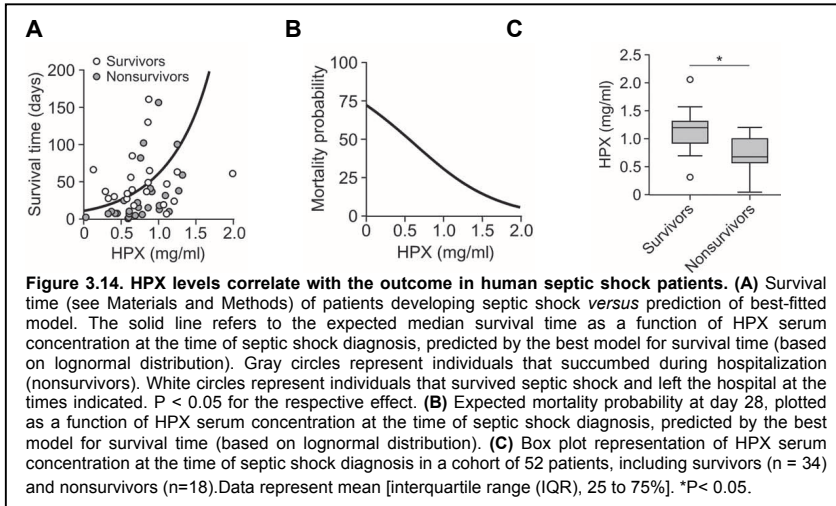 A
B
C
Survivors
Nonsurvivors
200
150
100
50
0
Survival time (days)
0 0.5 1.0 1.5 2.0
HPX (mg/ml)
100
75
50
25
0
Mortality probability
0 0.5 1.0 1.5 2.0
HPX (mg/ml)
2.5
2.0
1.5
1.0
0.5
0
HPX (mg/ml)
*
Survivors
Nonsurvivors
Figure 3.14. HPX levels correlate with the outcome in human septic shock patients. (A) Survival
time (see Materials and Methods) of patients developing septic shock versus prediction of best-fitted
model. The solid line refers to the expected median survival time as a function of HPX serum
concentration at the time of septic shock diagnosis, predicted by the best model for survival time (based
on lognormal distribution). Gray circles represent individuals that succumbed during hospitalization
(nonsurvivors). White circles represent individuals that survived septic shock and left the hospital at the
times indicated. P < 0.05 for the respective effect. (B) Expected mortality probability at day 28, plotted
as a function of HPX serum concentration at the time of septic shock diagnosis, predicted by the best
model for survival time (based on lognormal distribution). (C) Box plot representation of HPX serum
concentration at the time of septic shock diagnosis in a cohort of 52 patients, including survivors (n = 34)
and nonsurvivors (n=18).Data represent mean [interquartile range (IQR), 25 to 75%]. *P< 0.05.